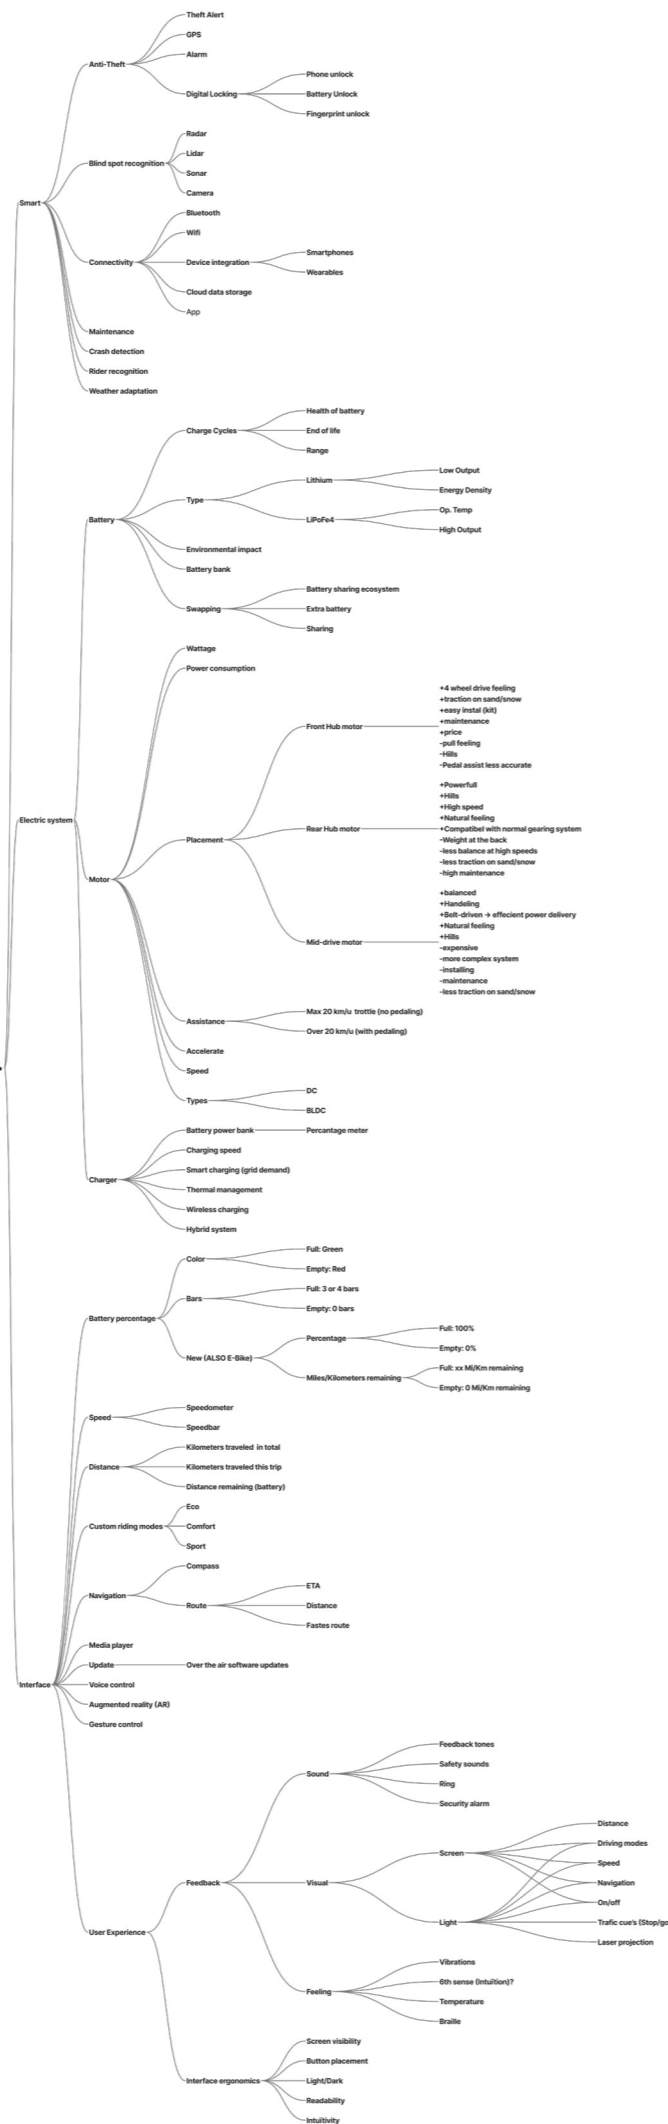 Theft Alert
GPS
Alarm
Anti-Theft
Digital Locking
Phone unlock
Battery Unlock
Fingerprint unlock
Radar
Lidar
Blind spot recognition
Sonar
Camera
Smart
Bluetooth
Wifi
Connectivity
Device integration
Smartphones
Wearables
Cloud data storage
App
Maintenance
Crash detection
Rider recognition
Weather adaptation
Health of battery
Charge Cycles
End of life
Range
Low Output
Lithium
Energy Density
Type
Op. Temp
LiPoFe4
High Output
Battery
Environmental impact
Battery bank
Battery sharing ecosystem
Swapping
Extra battery
Sharing
Wattage
Power consumption
+4 wheel drive feeling
+traction on sand/snow
+easy instal (kit)
+maintenance
Front Hub motor
+price
-pull feeling
-Hills
-Pedal assist less accurate
+Powerfull
+Hills
+High speed
+Natural feeling
Electric system
Rear Hub motor
+Compatibel with normal gearing system
Placement
-Weight at the back
-less balance at high speeds
-less traction on sand/snow
-high maintenance
Motor
+balanced
+Handeling
+Belt-driven → effecient power delivery
+Natural feeling
+Hills
Mid-drive motor
-expensive
-more complex system
-installing
-maintenance
-less traction on sand/snow
Max 20 km/u trottle (no pedaling)
Assistance
Over 20 km/u (with pedaling)
Accelerate
Speed
DC
Types
BLDC
Battery power bank
Percantage meter
Charging speed
Smart charging (grid demand)
Charger
Thermal management
Wireless charging
Hybrid system
Full: Green
Color
Empty: Red
Full: 3 or 4 bars
Bars
Empty: 0 bars
Battery percentage
Full: 100%
Percentage
Empty: 0%
New (ALSO E-Bike)
Full: xx Mi/Km remaining
Miles/Kilometers remaining
Empty: 0 Mi/Km remaining
Speedometer
Speed
Speedbar
Kilometers traveled in total
Distance
Kilometers traveled this trip
Distance remaining (battery)
Eco
Custom riding modes
Comfort
Sport
Compass
Navigation
ETA
Route
Distance
Fastes route
Media player
Update
Over the air software updates
Interface
Voice control
Augmented reality (AR)
Gesture control
Feedback tones
Sound
Safety sounds
Ring
Security alarm
Distance
Driving modes
Screen
Speed
Feedback
Visual
Navigation
On/off
Light
Trafic cue's (Stop/go
Laser projection
User Experience
Vibrations
6th sense (Intuïtion)?
Feeling
Temperature
Braille
Screen visibility
Button placement
Interface ergonomics
Light/Dark
Readability
Intuïtivity